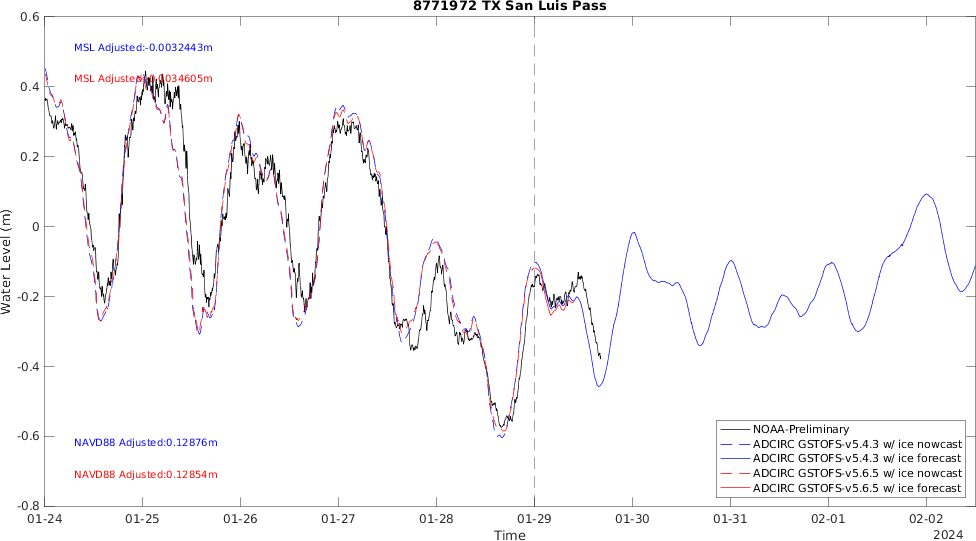 8771972 TX San Luis Pass
0.6
MSL Adjusted:-0.0032443m
MSL Adjusted:-0.0034605m
0.4
0.2
0
-0.2
-0.4
-0.6
-0.8
Water Level (m)
NAVD88 Adjusted:0.12876m
NAVD88 Adjusted:0.12854m
NOAA-Preliminary
ADCIRC GSTOFS-v5.4.3 w/ ice nowcast
ADCIRC GSTOFS-v5.4.3 w/ ice forecast
ADCIRC GSTOFS-v5.6.5 w/ ice nowcast
ADCIRC GSTOFS-v5.6.5 w/ ice forecast
01-24 01-25 01-26 01-27 01-28 01-29 01-30 01-31 02-01 02-02
Time
2024